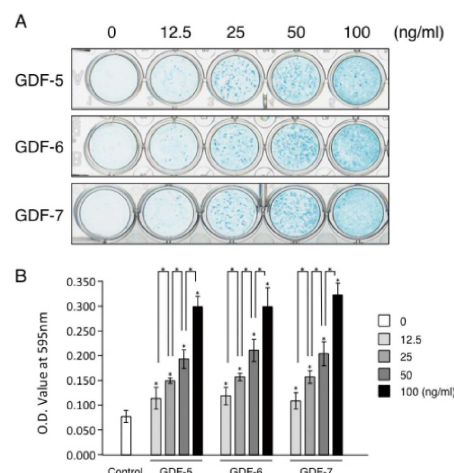 A
0 12.5 25 50 100 (ng/ml)
GDF-5
GDF-6
GDF-7
B
* * * * * * * * *
0.350
0.300
0.250
0.200
0.150
0.100
0.050
0.000
O.D. Value at 595nm
* * * *
* * * *
* * * *
0
12.5
25
50
100 (ng/ml)
Control GDF-5 GDF-6 GDF-7